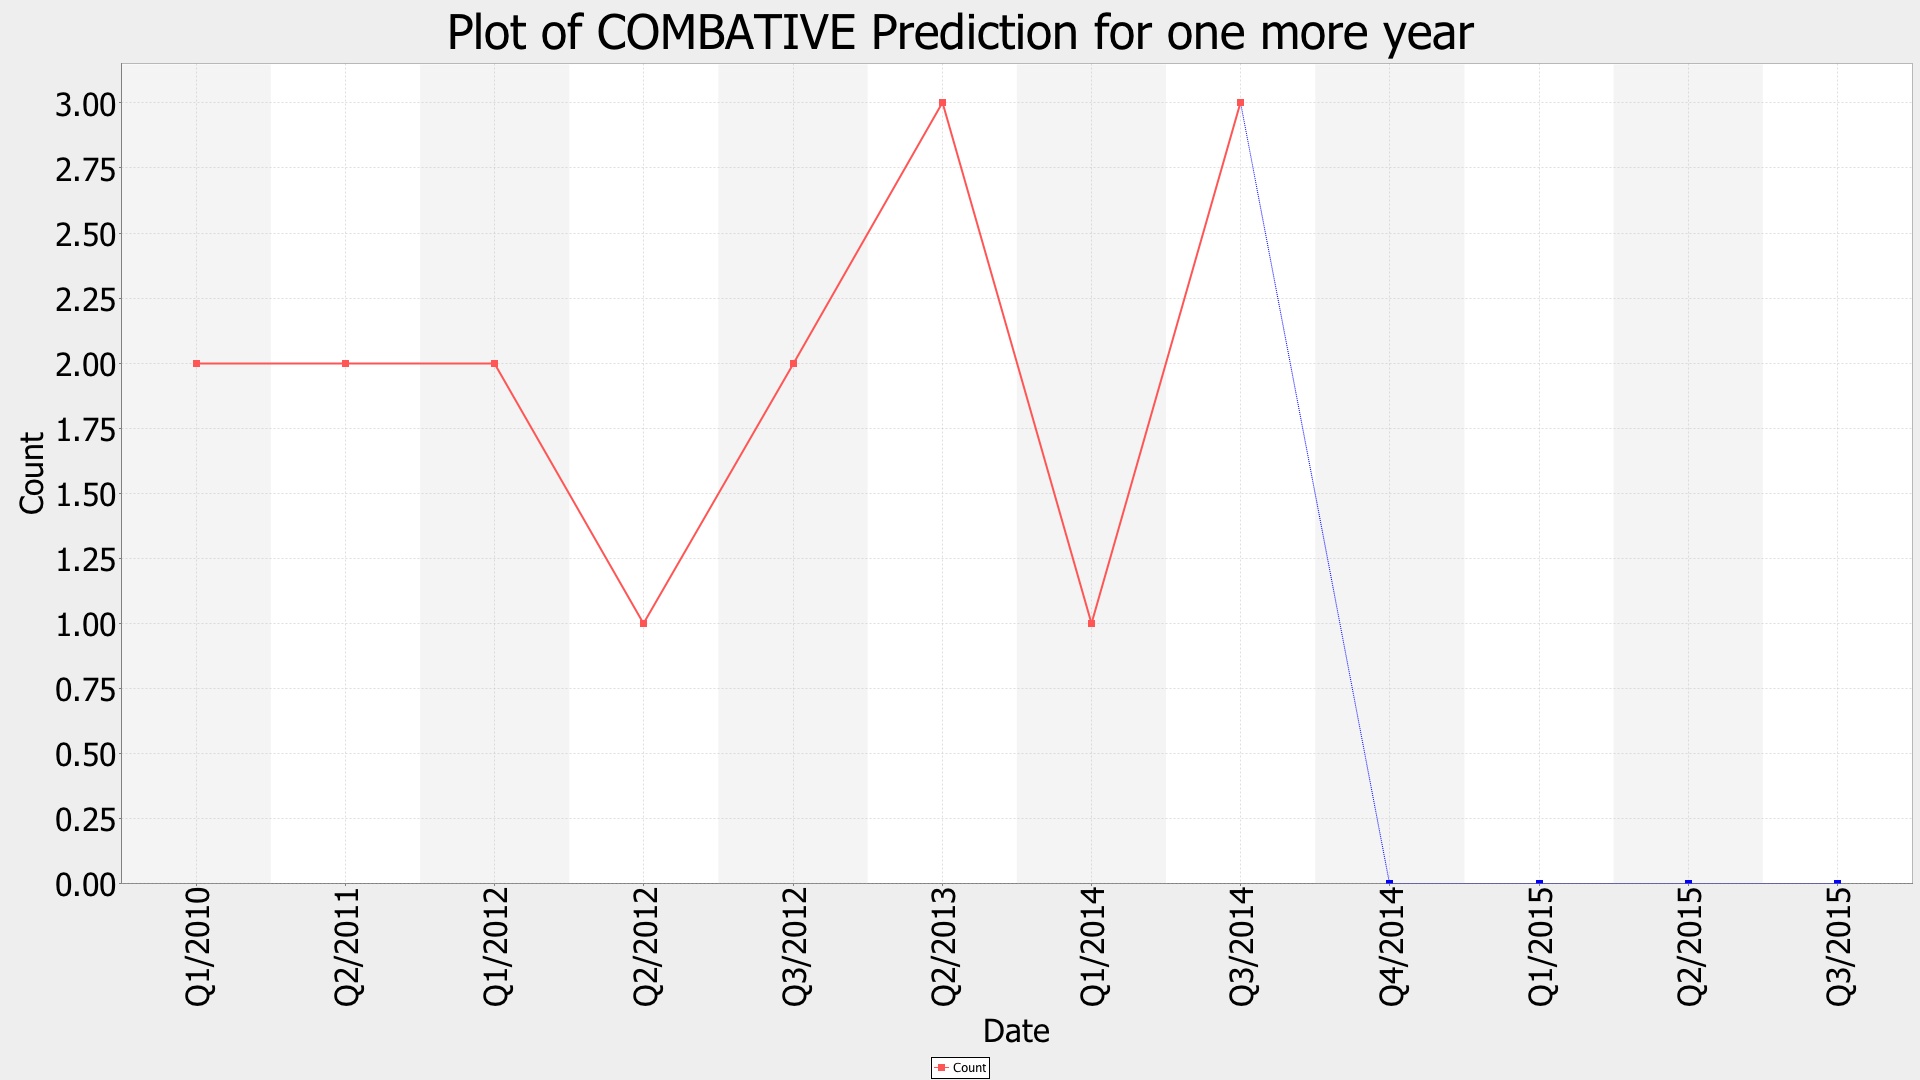 Plot of COMBATIVE Prediction for one more year
3.00
2.75
2.50
2.25
2.00
1.75
1.50
1.25
1.00
0.75
0.50
0.25
0.00
Count
Q1/2010
Q2/2011
Q1/2012
Q2/2012
Q3/2012
Q2/2013
Q1/2014
Q3/2014
Q4/2014
Q1/2015
Q2/2015
Q3/2015
Date
Count